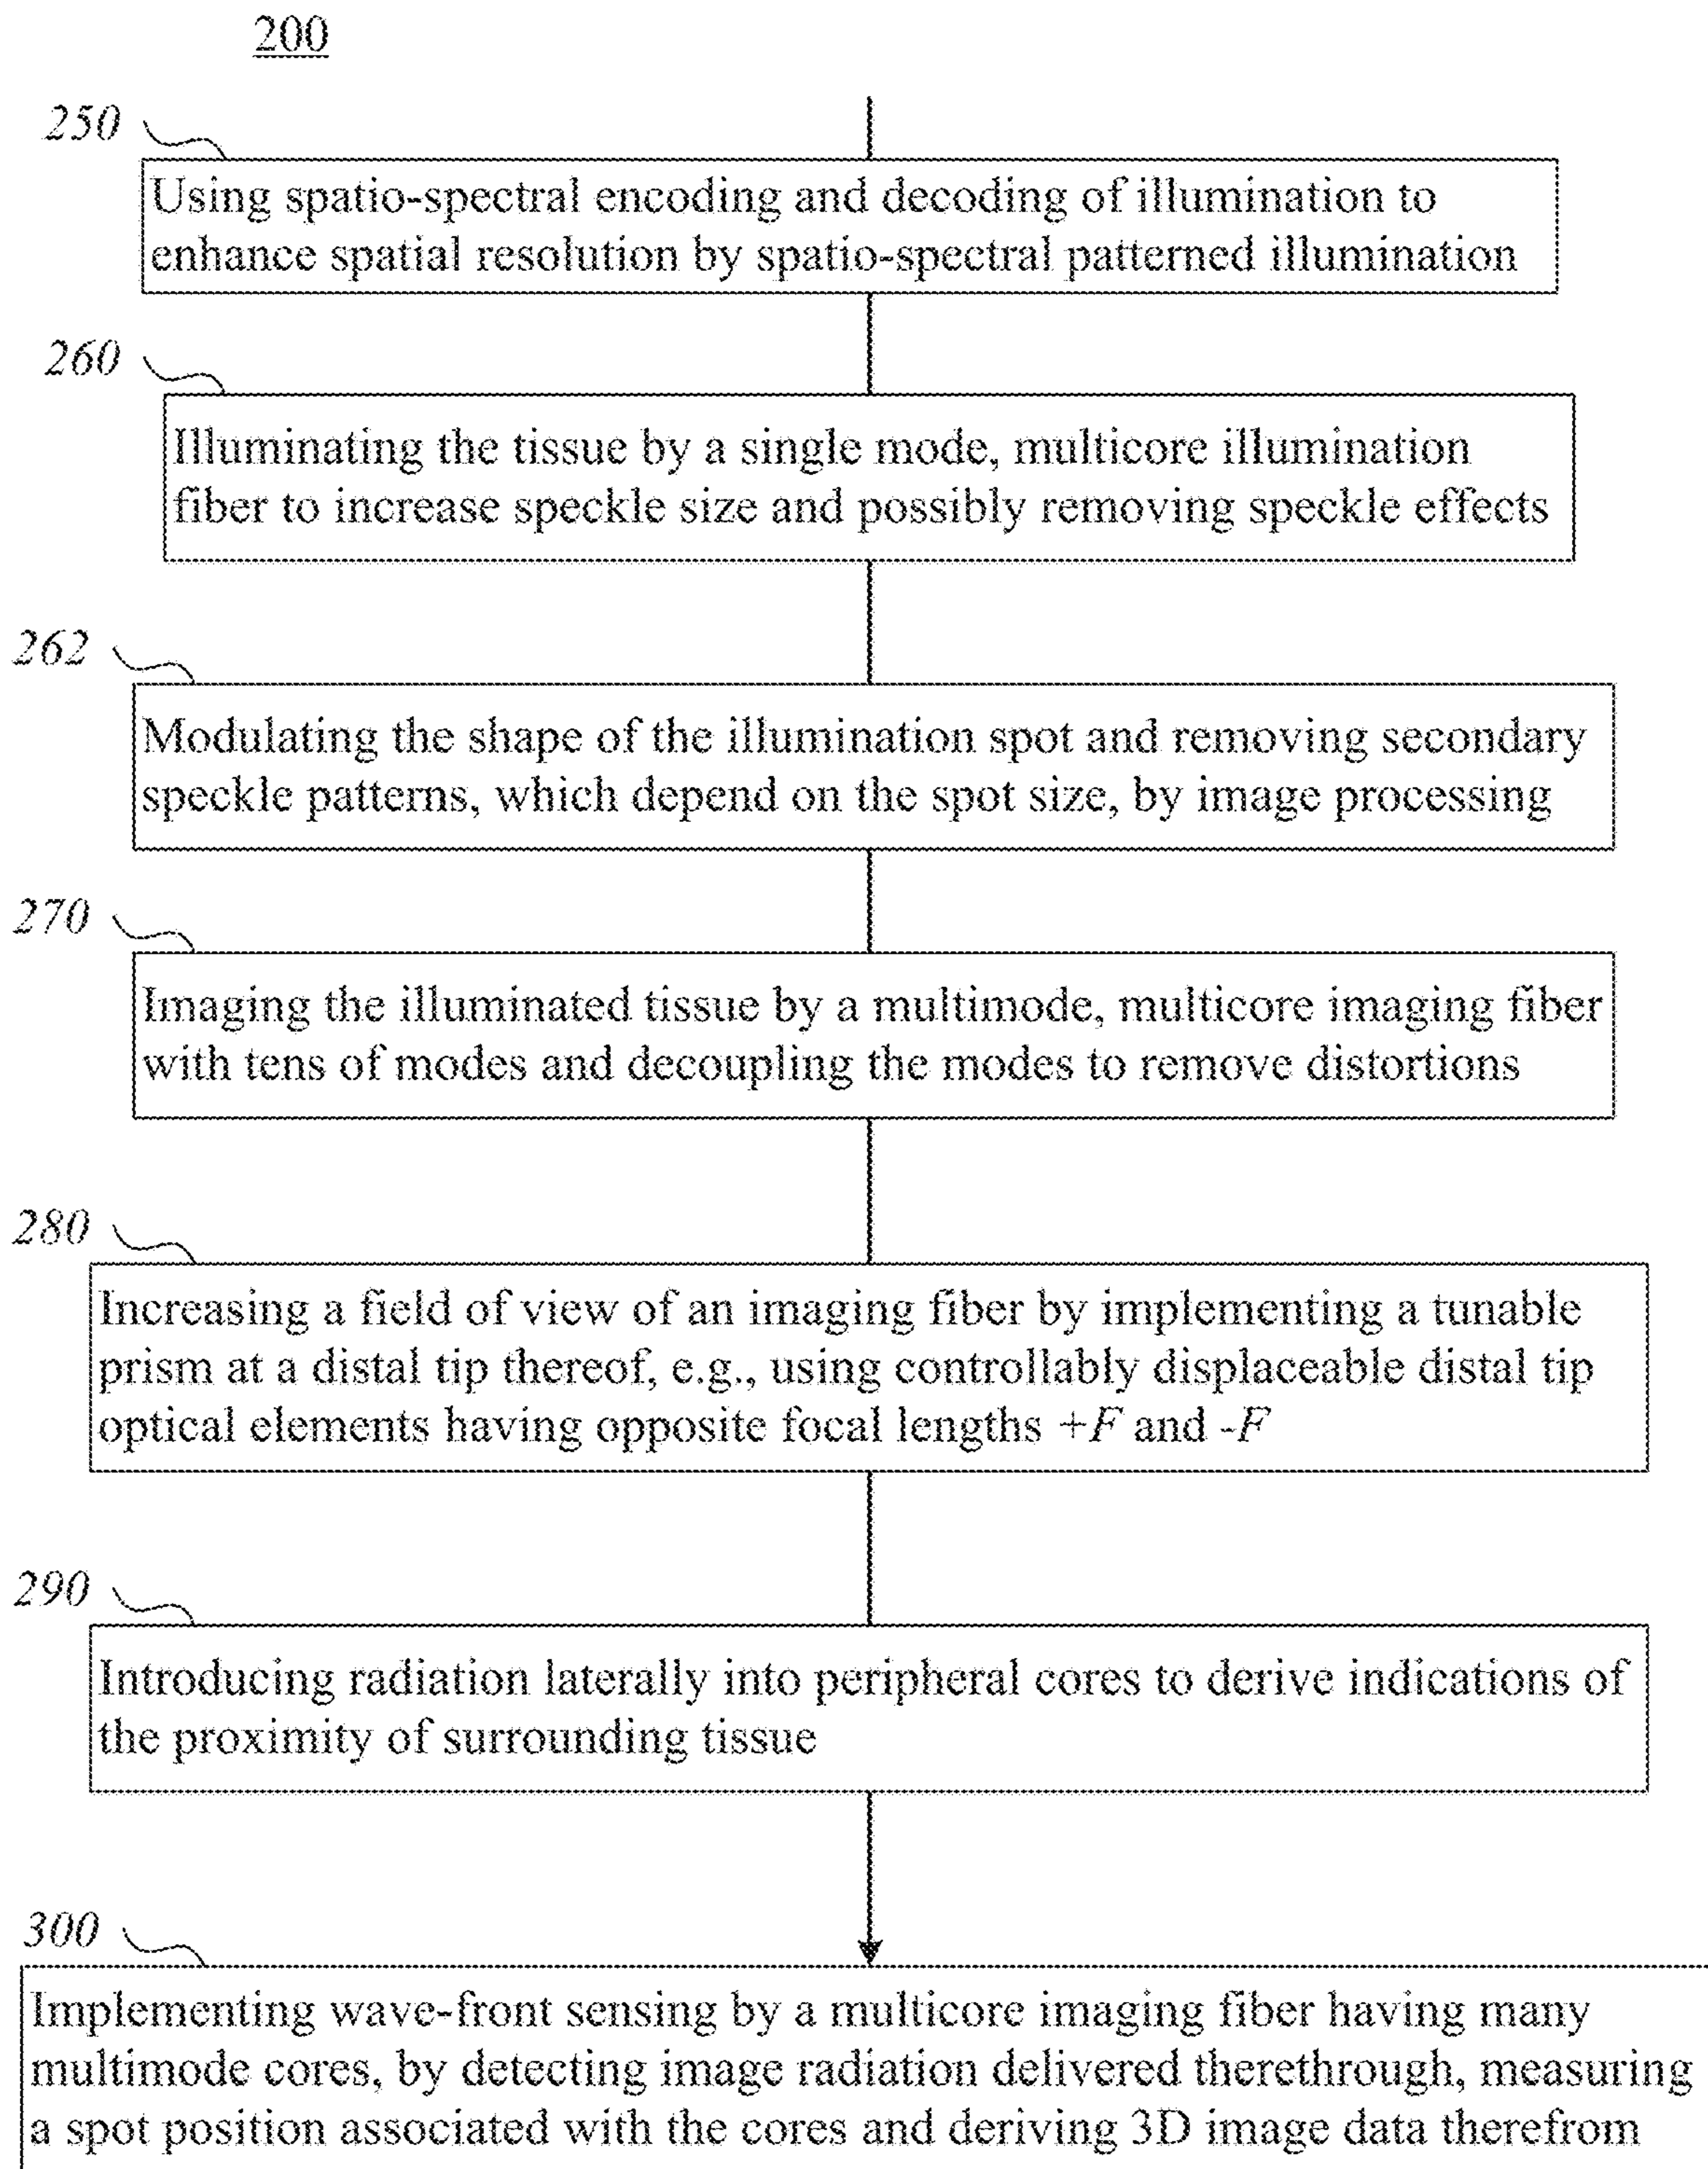 200
250
Using spatio-spectral encoding and decoding of illumination to
enhance spatial resolution by spatio-spectral patterned illumination
260
Illuminating the tissue by a single mode, multicore illumination
fiber to increase speckle size and possibly removing speckle effects
262
Modulating the shape of the illumination spot and removing secondary
speckle patterns, which depend on the spot size, by image processing
270
Imaging the illuminated tissue by a multimode, multicore imaging fiber
with tens of modes and decoupling the modes to remove distortions
280
Increasing a field of view of an imaging fiber by implementing a tunable
prism at a distal tip thereof, e.g., using controllably displaceable distal tip
optical elements having opposite focal lengths +F and -F
290
Introducing radiation laterally into peripheral cores to derive indications of
the proximity of surrounding tissue
300
Implementing wave-front sensing by a multicore imaging fiber having many
multimode cores, by detecting image radiation delivered therethrough, measuring
a spot position associated with the cores and deriving 3D image data therefrom